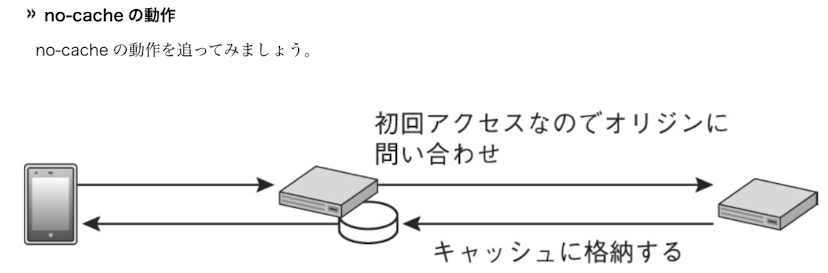 » no-cache の動作
no-cache の動作を追ってみましょう。
初回アクセスなのでオリジンに
問い合わせ
キャッシュに格納する